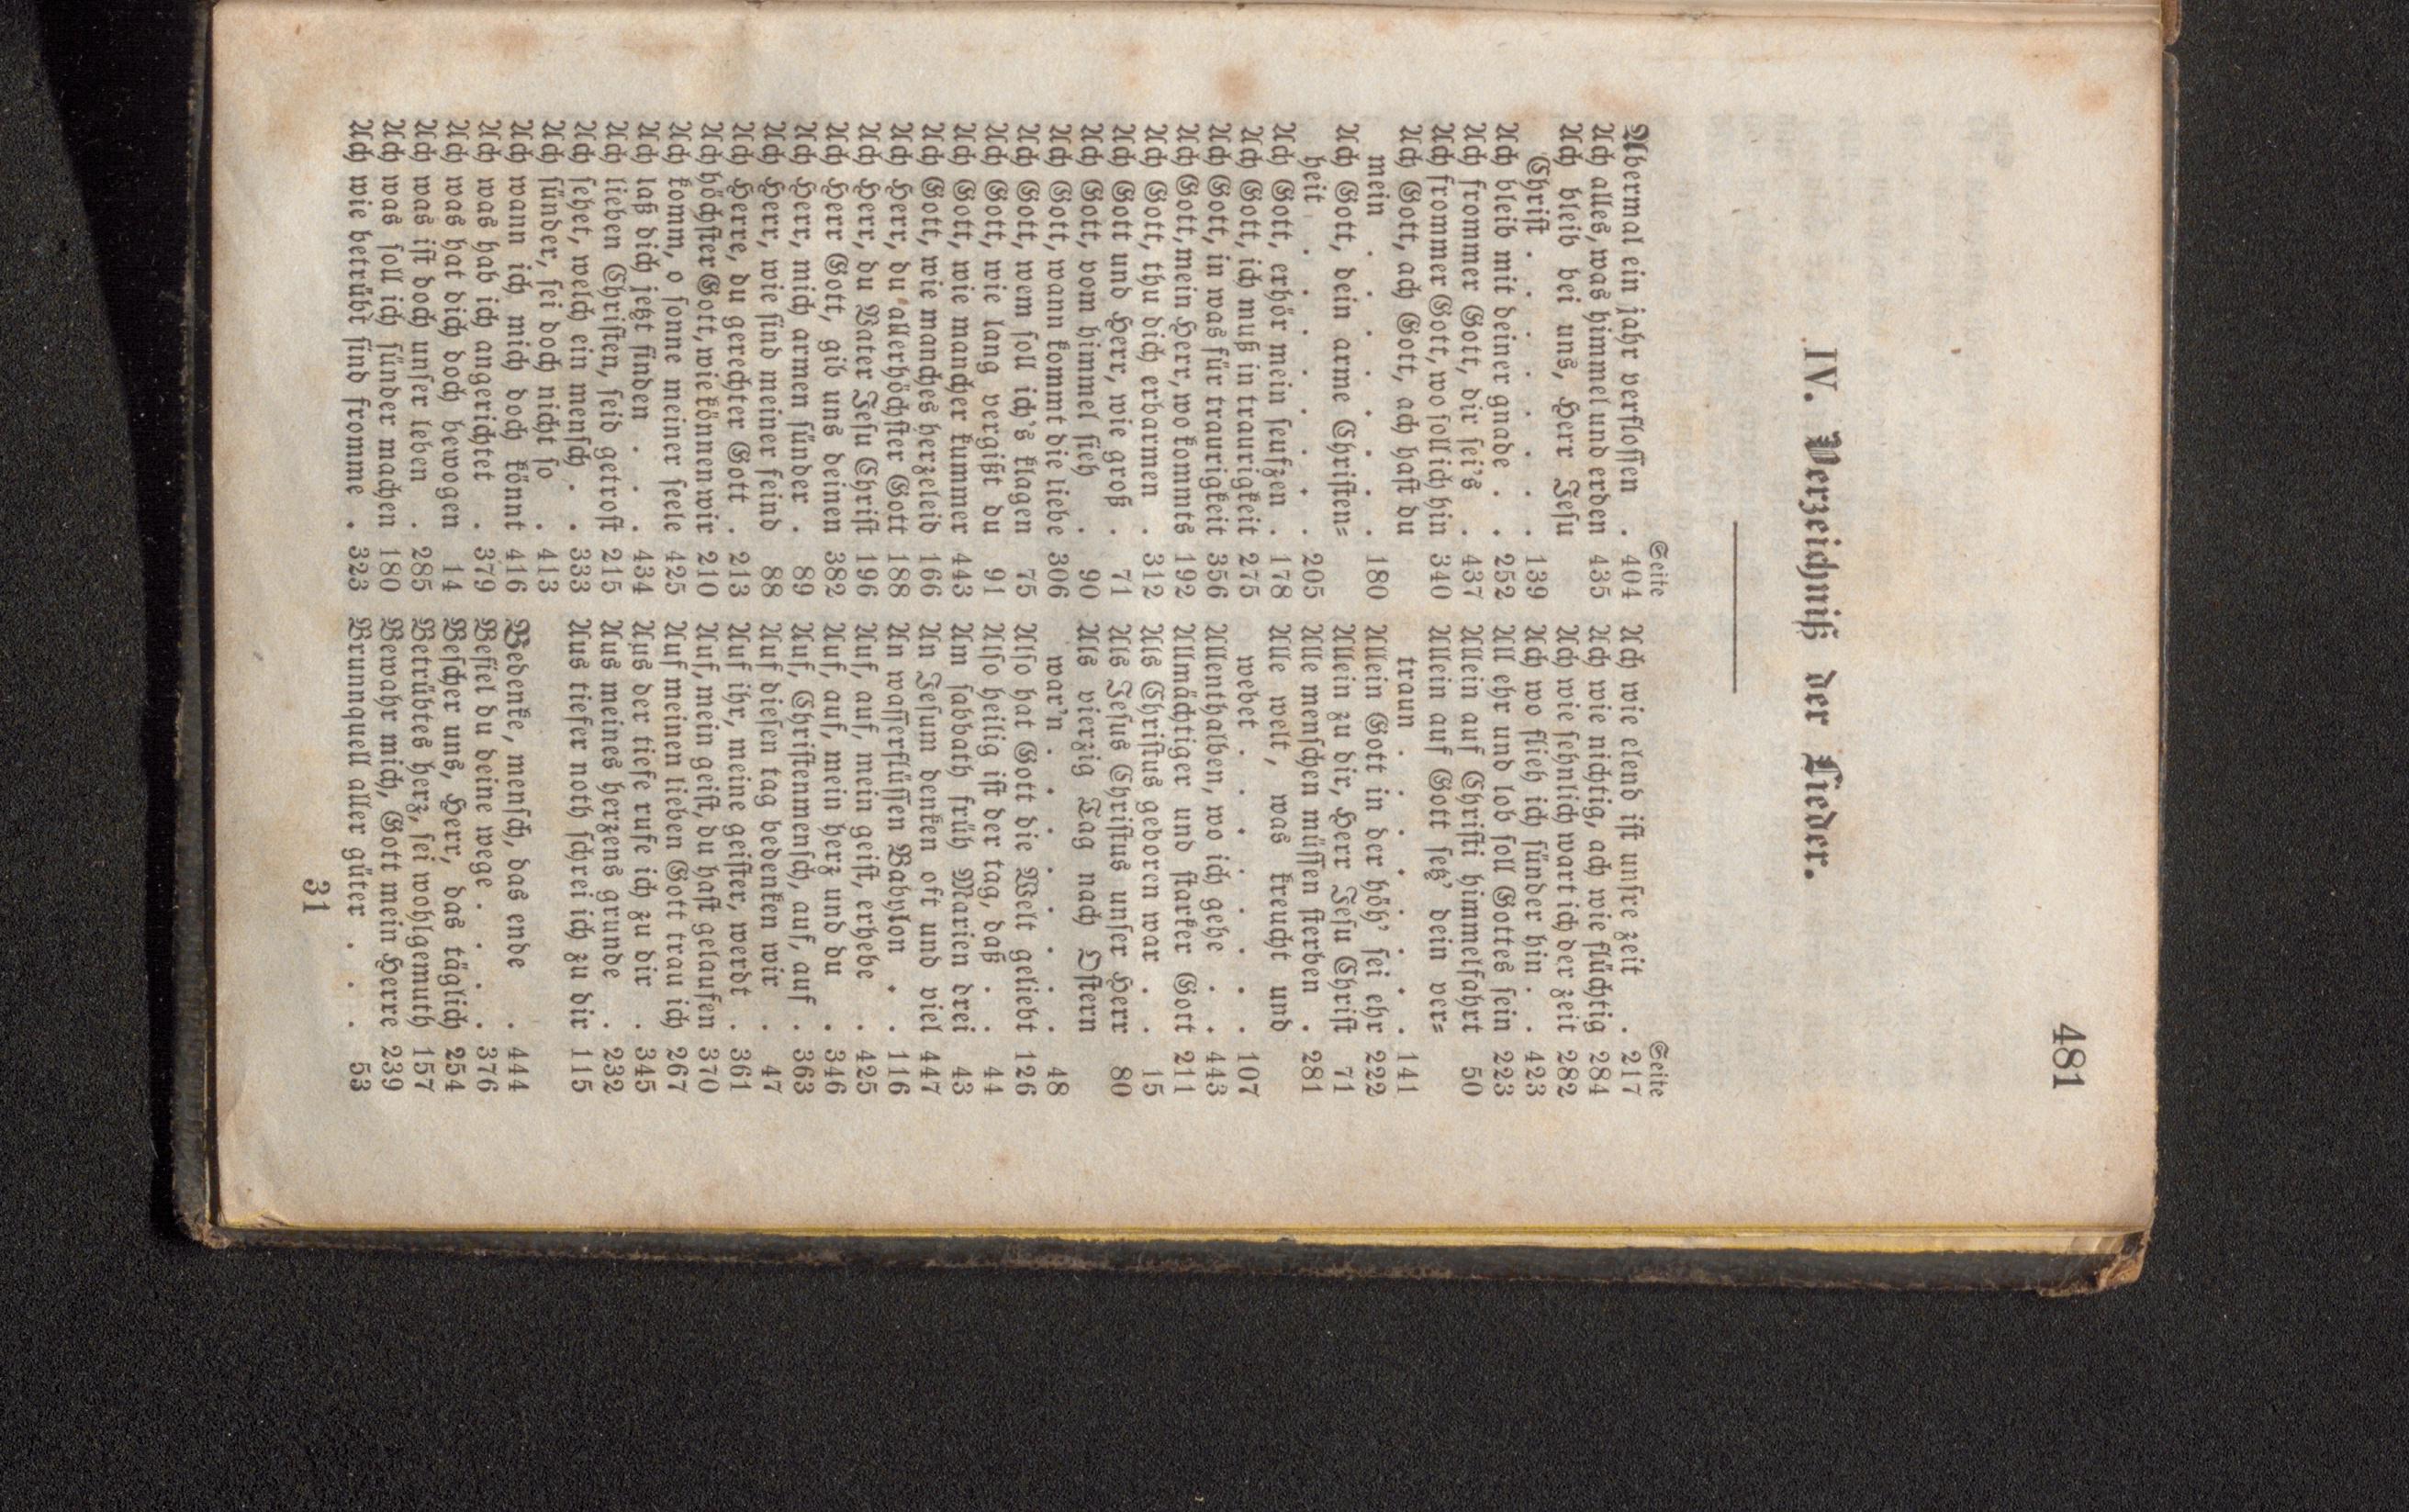 481
IV. Verzeichniß der Lieder.
Seite
Abermal ein jahr verflossen . 404
Ach alles, was himmel und erden 435
Ach bleib bei uns, Herr Jesu
Christ . . . . . . . . 139
Ach bleib mit deiner gnade . . 252
Ach frommer Gott, dir sei's . 437
Ach frommer Gott, wo soll ich hin 340
Ach Gott, ach Gott, ach hast du
mein . . . . . . . . 180
Ach Gott, dein arme Christen=
heit . . . . . . . . 205
Ach Gott, erhör mein seufzen . 178
Ach Gott, ich muß in traurigkeit 275
Ach Gott, in was für traurigkeit 356
Ach Gott, mein Herr, wo kommts 192
Ach Gott, thu dich erbarmen . 312
Ach Gott und Herr, wie groß . 71
Ach Gott, vom himmel sieh . 90
Ach Gott, wann kommt die liebe 306
Ach Gott, wem soll ich's klagen 75
Ach Gott, wie lang vergißt du 91
Ach Gott, wie mancher kummer 443
Ach Gott, wie manches herzeleid 166
Ach Herr, du allerhöchster Gott 188
Ach Herr, du Vater Jesu Christ 196
Ach Herr Gott, gib uns deinen 382
Ach Herr, mich armen sünder . 89
Ach Herr, wie sind meiner feind 88
Ach Herre, du gerechter Gott . 213
Ach höchster Gott, wie können wir 210
Ach komm, o sonne meiner seele 425
Ach laß dich jetzt finden . . . 434
Ach lieben Christen, seid getrost 215
Ach sehet, welch ein mensch . . 333
Ach sünder, sei doch nicht so . 413
Ach wann ich mich doch könnt 416
Ach was hab ich angerichtet . 379
Ach was hat dich doch bewogen 14
Ach was ist doch unser leben . 285
Ach was soll ich sünder machen 180
Ach wie betrübt sind fromme . 323
Seite
Ach wie elend ist unsre zeit . 217
Ach wie nichtig, ach wie flüchtig 284
Ach wie sehnlich wart ich der zeit 282
Ach wo flieh ich sünder hin . . 423
All ehr und lob soll Gottes sein 223
Allein auf Christi himmelfahrt 50
Allein auf Gott setz' dein ver=
traun . . . . . . . . 141
Allein Gott in der höh' sei ehr 222
Allein zu dir, Herr Jesu Christ 71
Alle menschen müssen sterben . 281
Alle welt, was kreucht und
webet . . . . . . . . 107
Allenthalben, wo ich gehe . . 443
Allmächtiger und starker Gott 211
Als Christus geboren war . . 15
Als Jesus Christus unser Herr 80
Als vierzig Tag nach Ostern
war'n . . . . . . . . 48
Also hat Gott die Welt geliebt 126
Also heilig ist der tag, daß . . 44
Am sabbath früh Marien drei 43
An Jesum denken oft und viel 447
An wasserflüssen Babylon . . 116
Auf, auf, mein geist, erhebe . 425
Auf, auf, mein herz und du . 346
Auf, Christenmensch, auf, auf . 363
Auf diesen tag bedenken wir . 47
Auf ihr, meine geister, werdt . 361
Auf, mein geist, du hast gelaufen 370
Auf meinen lieben Gott trau ich 267
Aus der tiefe rufe ich zu dir . 345
Aus meines herzens grunde . 232
Aus tiefer noth schrei ich zu dir 115
Bedenke, mensch, das ende . 444
Befiel du deine wege . . . . 376
Bescher uns, Herr, das täglich 254
Betrübtes herz, sei wohlgemuth 157
Bewahr mich, Gott mein Herre 239
Brunnquell aller güter . . . 53
31